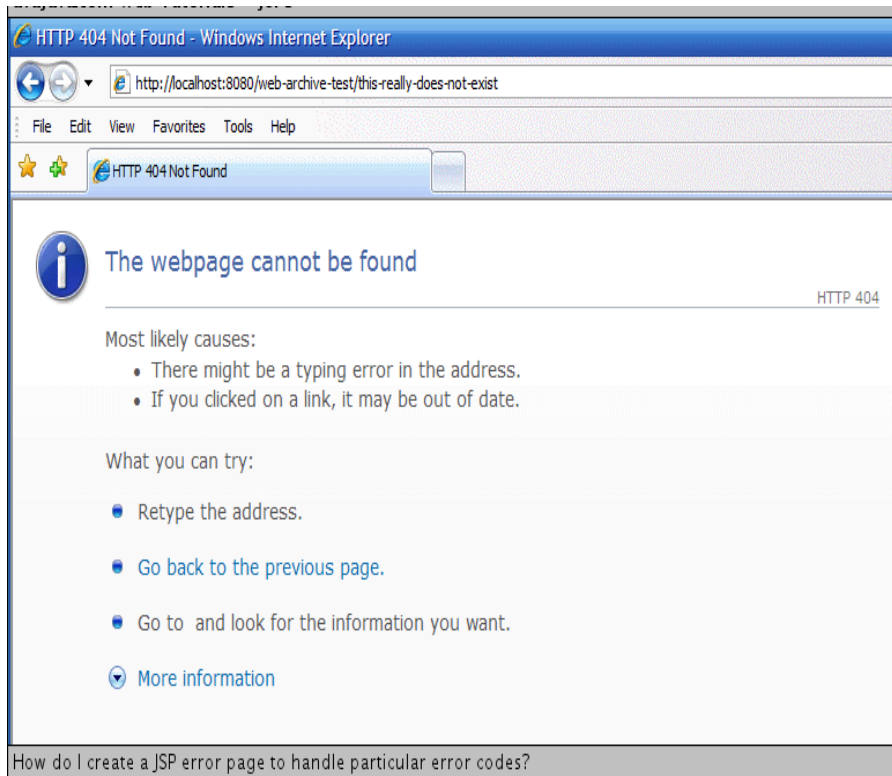 HTTP 404 Not Found - Windows Internet Explorer
http://localhost:8080/web-archive-test/this-really-does-not-exist
File Edit View Favorites Tools Help
HTTP 404 Not Found
The webpage cannot be found
HTTP 404
Most likely causes:
• There might be a typing error in the address.
• If you clicked on a link, it may be out of date.
What you can try:
Retype the address.
Go back to the previous page.
Go to and look for the information you want.
More information
How do I create a JSP error page to handle particular error codes?